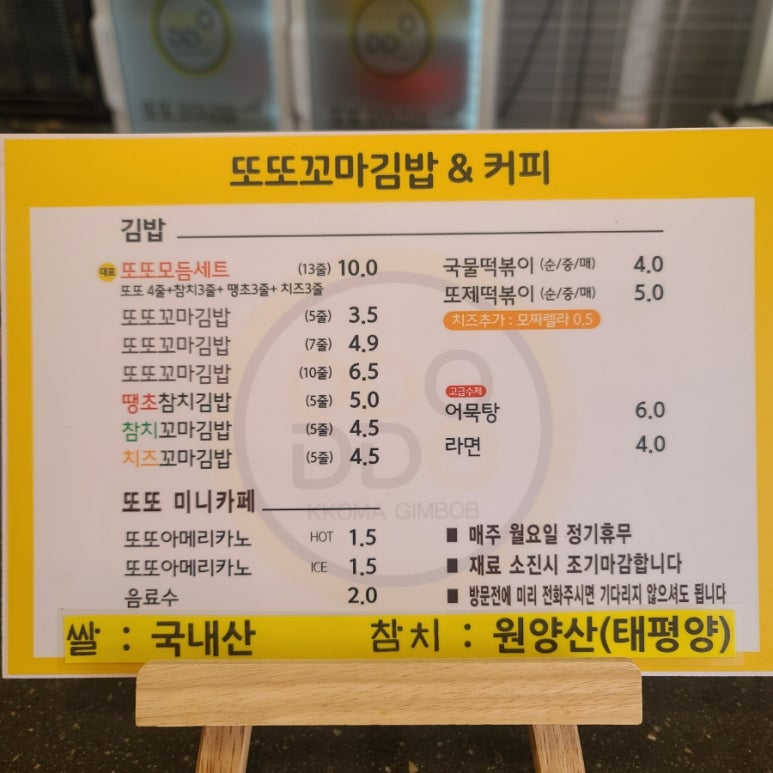 또또꼬마김밥 & 커피
김밥
대표 또또모듬세트 (13줄) 10.0
또또 4줄+참치3줄+ 땡초3줄+ 치즈3줄
또또꼬마김밥 (5줄) 3.5
또또꼬마김밥 (7줄) 4.9
또또꼬마김밥 (10줄) 6.5
땡초참치김밥 (5줄) 5.0
참치꼬마김밥 (5줄) 4.5
치즈꼬마김밥 (5줄) 4.5
국물떡볶이 (순/중/매) 4.0
또제떡볶이 (순/중/매) 5.0
치즈추가 : 모짜렐라 0.5
고급수제
어묵탕 6.0
라면 4.0
DDO
DDO
KKOMA GIMBOB
또또 미니카페
또또아메리카노 HOT 1.5
또또아메리카노 ICE 1.5
음료수 2.0
■ 매주 월요일 정기휴무
■ 재료 소진시 조기마감합니다
■ 방문전에 미리 전화주시면 기다리지 않으셔도 됩니다
쌀 : 국내산 참치 : 원양산(태평양)